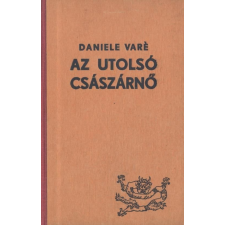 DANIELE VARÈ
AZ UTOLSÓ
CSÁSZÁRNŐ